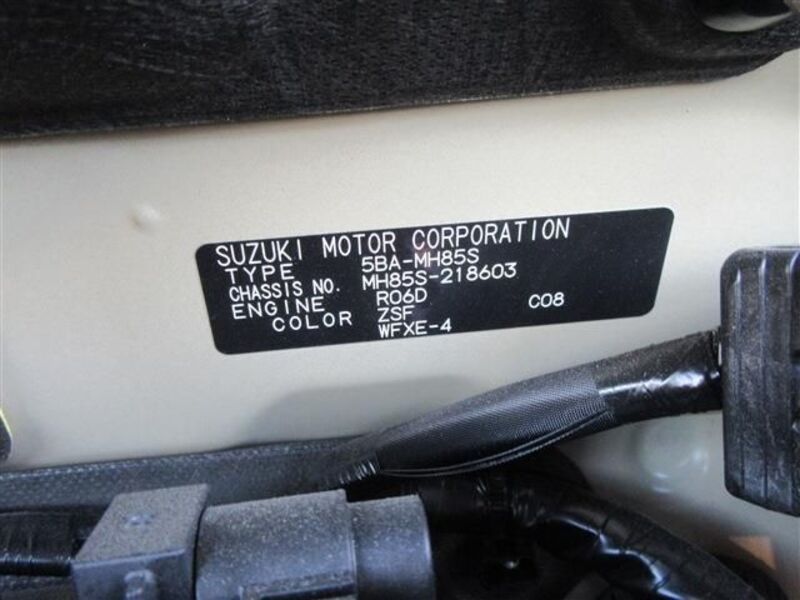 SUZUKI MOTOR CORPORATION
TYPE 5BA-MH85S
CHASSIS NO. MH85S-218603
ENGINE R06D C08
COLOR ZSF
WFXE-4